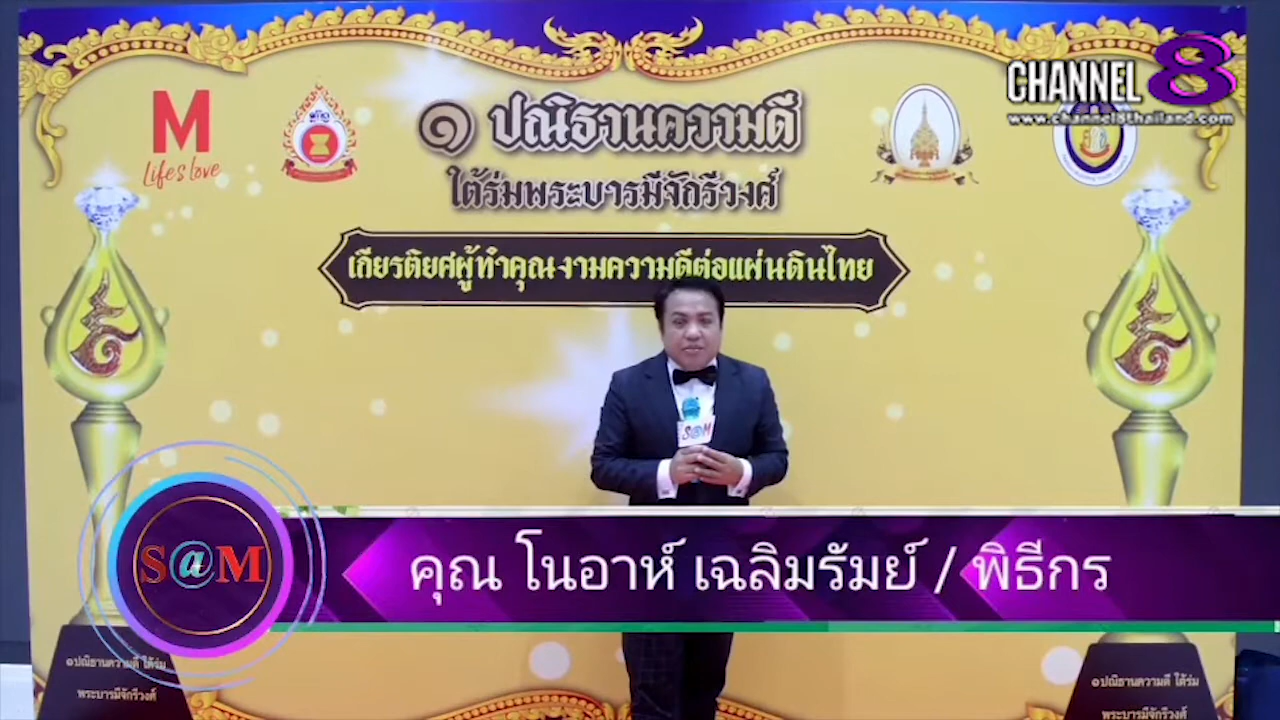 CHANNEL 8
www.channel8thailand.com
M
Life's love
๑ ปณิธานความดี
ใต้ร่มพระบารมีจักรีวงศ์
เกียรติยศผู้ทำคุณงามความดีต่อแผ่นดินไทย
S@M
S@M
คุณ โนอาห์ เฉลิมรัมย์ / พิธีกร
๑ปณิธานความดี ใต้ร่ม
พระบารมีจักรีวงศ์
๑ปณิธานความดี ใต้ร่ม
พระบารมีจักรีวงศ์